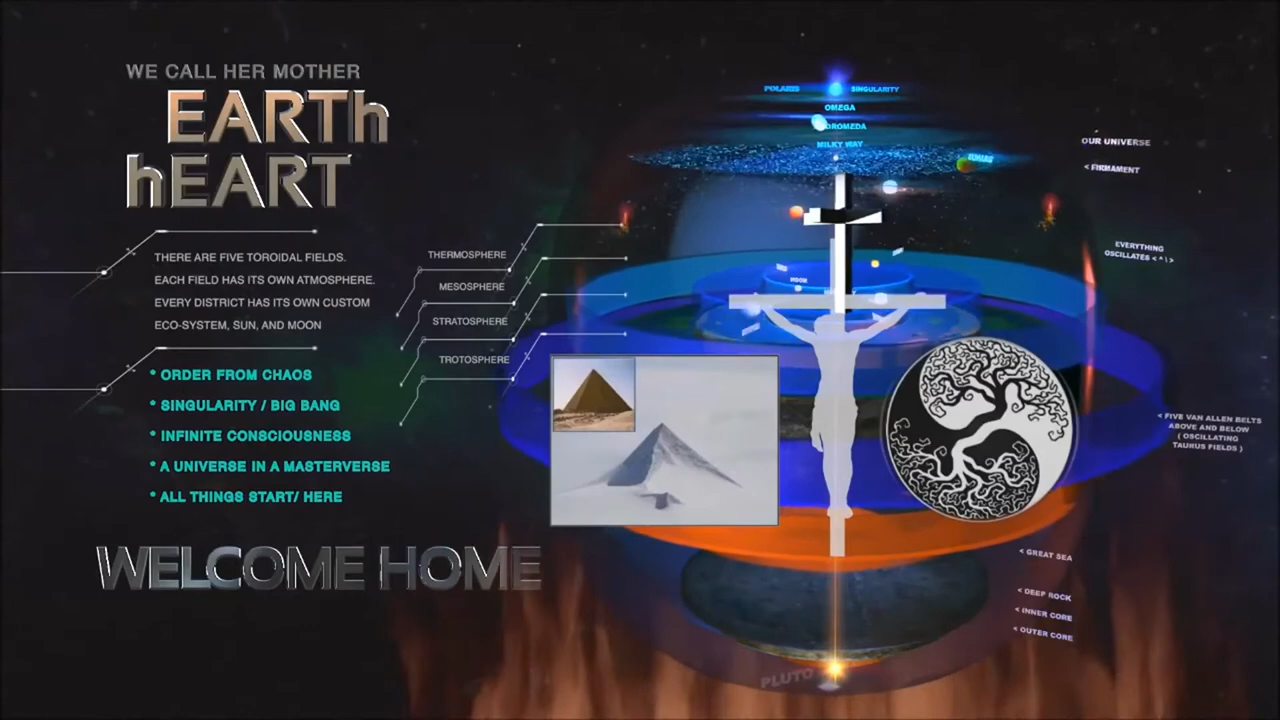 WE CALL HER MOTHER
EARTh
hEART
THERE ARE FIVE TOROIDAL FIELDS.
EACH FIELD HAS ITS OWN ATMOSPHERE.
EVERY DISTRICT HAS ITS OWN CUSTOM
ECO-SYSTEM, SUN, AND MOON
* ORDER FROM CHAOS
* SINGULARITY / BIG BANG
* INFINITE CONSCIOUSNESS
* A UNIVERSE IN A MASTERVERSE
* ALL THINGS START/ HERE
WELCOME HOME
THERMOSPHERE
MESOSPHERE
STRATOSPHERE
TROTOSPHERE
POLARIS SINGULARITY
OMEGA
DROMEDA
MILKY WAY
MOON
OUR UNIVERSE
< FIRMAMENT
EVERYTHING
OSCILLATES < ^ \ >
< FIVE VAN ALLEN BELTS
ABOVE AND BELOW
( OSCILLATING
TAURUS FIELDS )
< GREAT SEA
< DEEP ROCK
< INNER CORE
< OUTER CORE
PLUTO